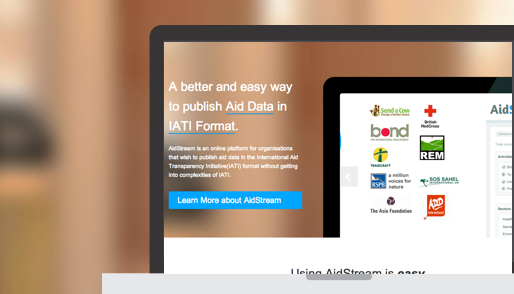 A better and easy way
to publish Aid Data in
IATI Format.
AidStream is an online platform for organisations
that wish to publish aid data in the International Aid
Transparency Initiative(IATI) format without getting
into complexities of IATI.
Learn More about AidStream
Send a Cow
British
RedCross
bond
TRAIDCRAFT
REM
RSPB
a million
voices for
nature
SOS SAHEL
The Asia Foundation
ADD
International
Aid
Using AidStream is easy